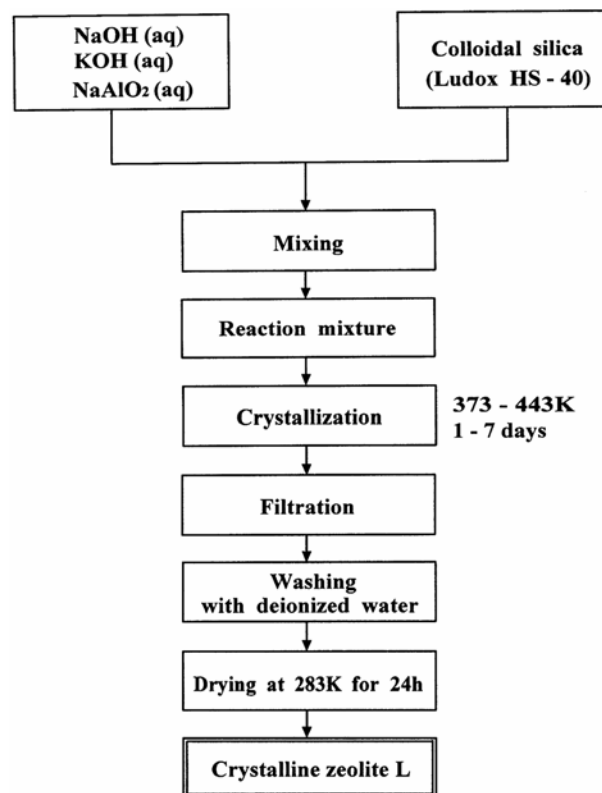 NaOH (aq)
KOH (aq)
NaAlO₂ (aq)
Colloidal silica
(Ludox HS - 40)
Mixing
Reaction mixture
Crystallization
373 - 443K
1 - 7 days
Filtration
Washing
with deionized water
Drying at 283K for 24h
Crystalline zeolite L